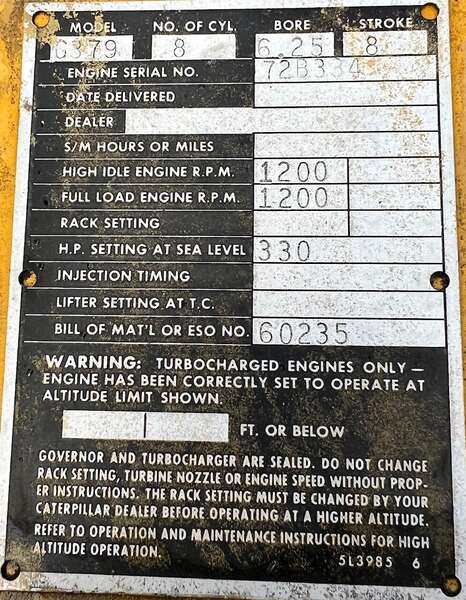 MODEL NO. OF CYL. BORE STROKE
G379 8 6.25 8
ENGINE SERIAL NO. 72B334
DATE DELIVERED
DEALER
S/M HOURS OR MILES
HIGH IDLE ENGINE R.P.M. 1200
FULL LOAD ENGINE R.P.M. 1200
RACK SETTING
H.P. SETTING AT SEA LEVEL 330
INJECTION TIMING
LIFTER SETTING AT T.C.
BILL OF MAT'L OR ESO NO. 60235
WARNING: TURBOCHARGED ENGINES ONLY —
ENGINE HAS BEEN CORRECTLY SET TO OPERATE AT
ALTITUDE LIMIT SHOWN.
FT. OR BELOW
GOVERNOR AND TURBOCHARGER ARE SEALED. DO NOT CHANGE
RACK SETTING, TURBINE NOZZLE OR ENGINE SPEED WITHOUT PROP-
ER INSTRUCTIONS. THE RACK SETTING MUST BE CHANGED BY YOUR
CATERPILLAR DEALER BEFORE OPERATING AT A HIGHER ALTITUDE.
REFER TO OPERATION AND MAINTENANCE INSTRUCTIONS FOR HIGH
ALTITUDE OPERATION.
5L3985 6